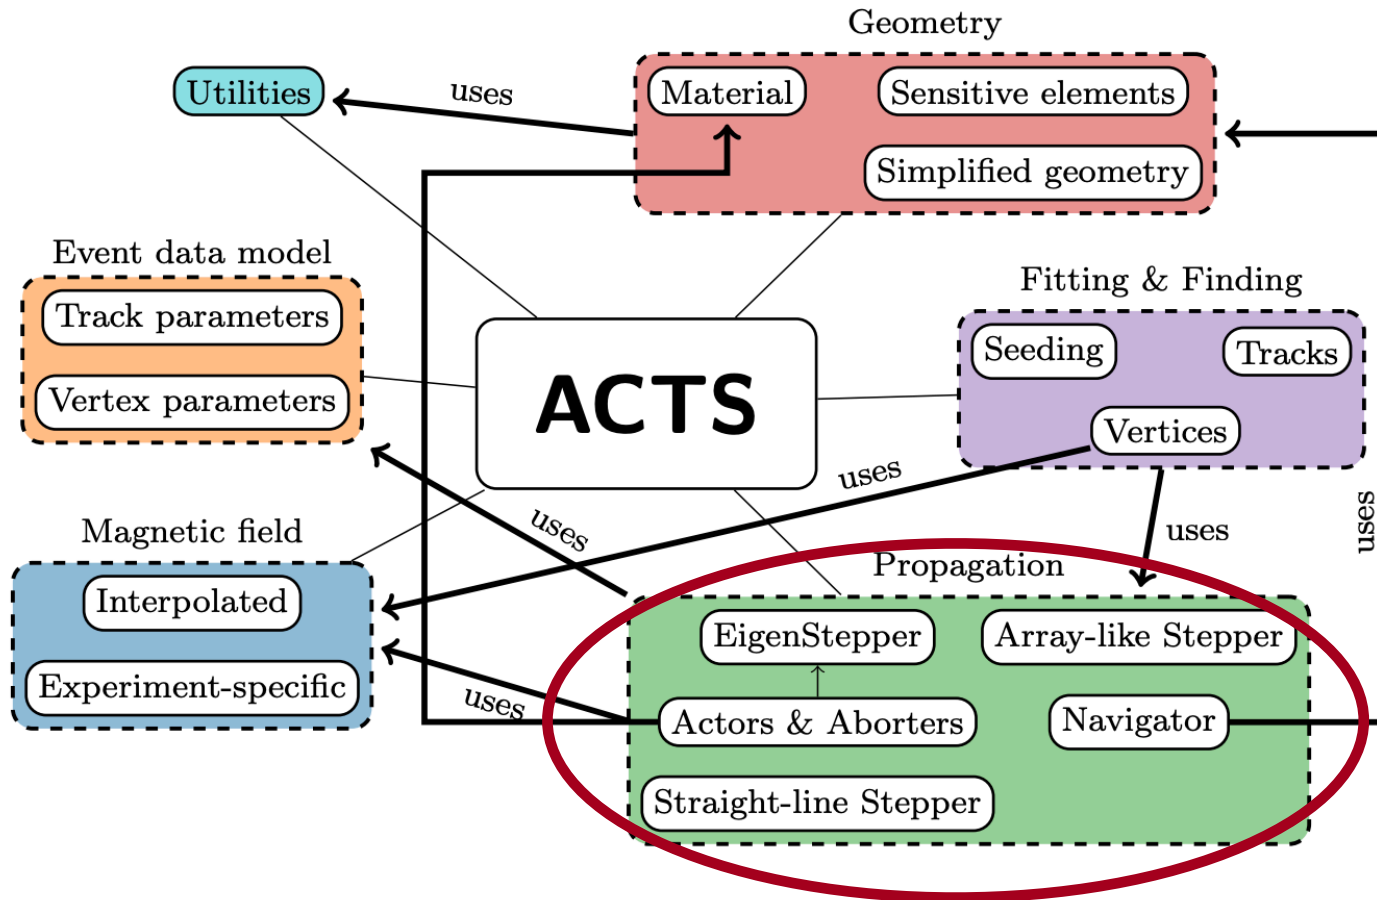 Geometry
Utilities
uses
Material
Sensitive elements
Simplified geometry
Event data model
Track parameters
Vertex parameters
ACTS
Fitting & Finding
Seeding
Tracks
Vertices
uses
uses
uses
uses
Magnetic field
Interpolated
Experiment-specific
uses
Propagation
EigenStepper
Array-like Stepper
Actors & Aborters
Navigator
Straight-line Stepper